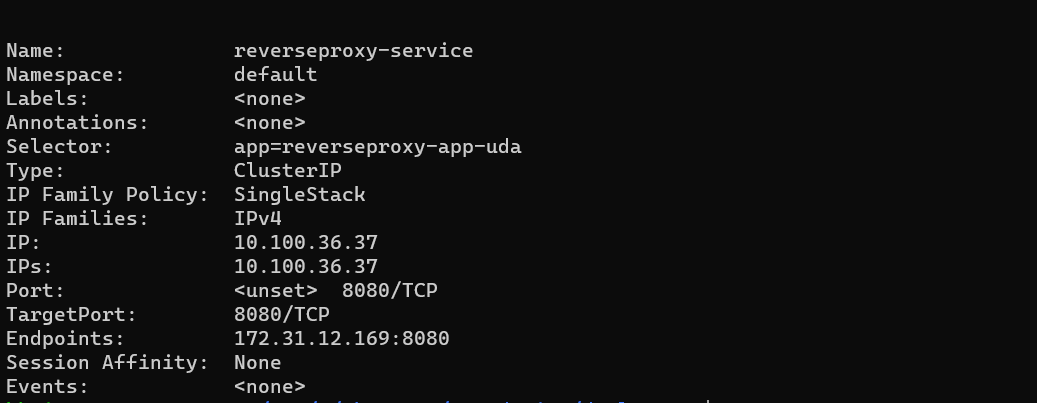 Name: reverseproxy-service
Namespace: default
Labels: <none>
Annotations: <none>
Selector: app=reverseproxy-app-uda
Type: ClusterIP
IP Family Policy: SingleStack
IP Families: IPv4
IP: 10.100.36.37
IPs: 10.100.36.37
Port: <unset> 8080/TCP
TargetPort: 8080/TCP
Endpoints: 172.31.12.169:8080
Session Affinity: None
Events: <none>